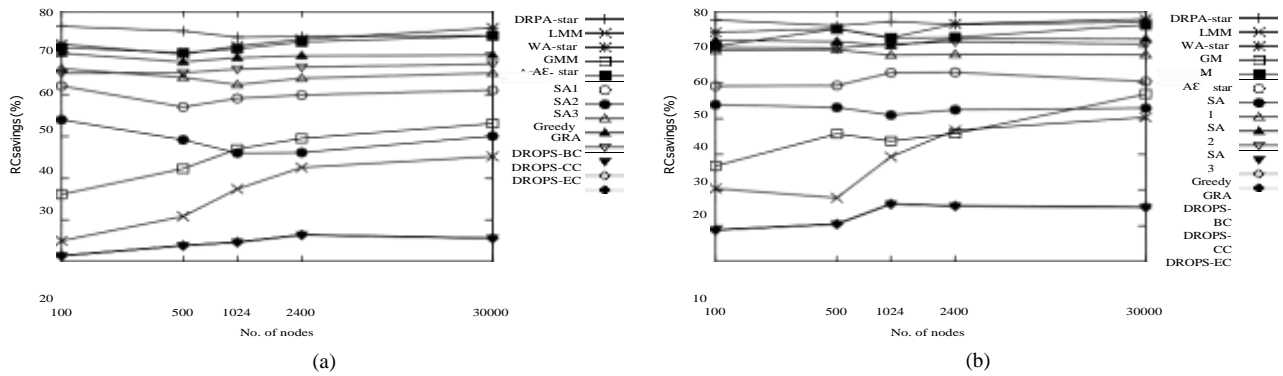 80
70
60
50
40
30
20
RCsavings (%)
100
500
1024
2400
30000
No. of nodes
DRPA-star
LMM
WA-star
GMM
Aε- star
SA1
SA2
SA3
Greedy
GRA
DROPS-BC
DROPS-CC
DROPS-EC
(a)
80
70
60
50
40
30
20
10
RCsavings (%)
100
500
1024
2400
30000
No. of nodes
DRPA-star
LMM
WA-star
GM
M
Aε star
SA
1
SA
2
SA
3
Greedy
GRA
DROPS-
BC
DROPS-
CC
DROPS-EC
(b)